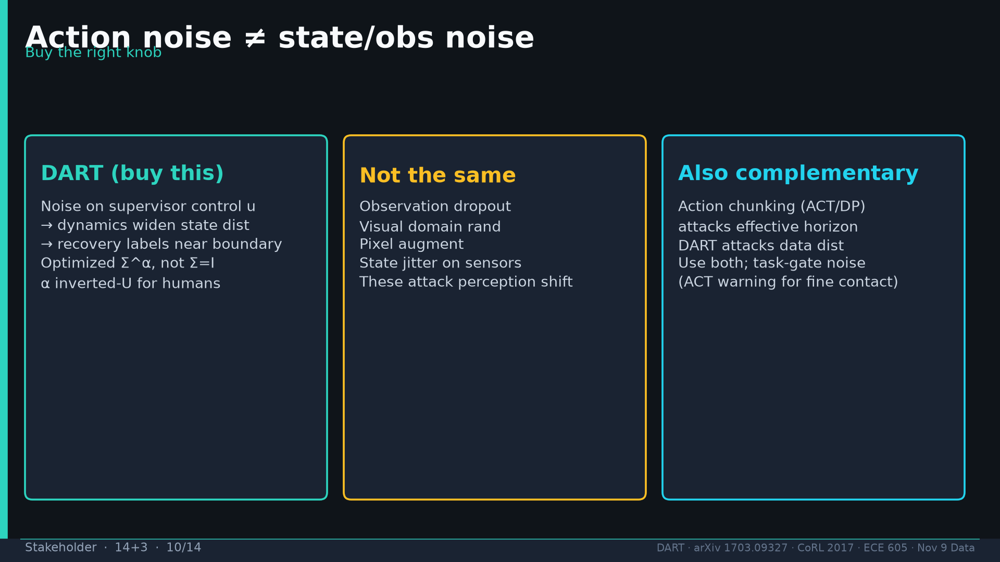 Action noise ≠ state/obs noise
Buy the right knob
DART (buy this)
Noise on supervisor control u
→ dynamics widen state dist
→ recovery labels near boundary
Optimized Σ^α, not Σ=I
α inverted-U for humans
Not the same
Observation dropout
Visual domain rand
Pixel augment
State jitter on sensors
These attack perception shift
Also complementary
Action chunking (ACT/DP)
attacks effective horizon
DART attacks data dist
Use both; task-gate noise
(ACT warning for fine contact)
Stakeholder · 14+3 · 10/14
DART · arXiv 1703.09327 · CoRL 2017 · ECE 605 · Nov 9 Data